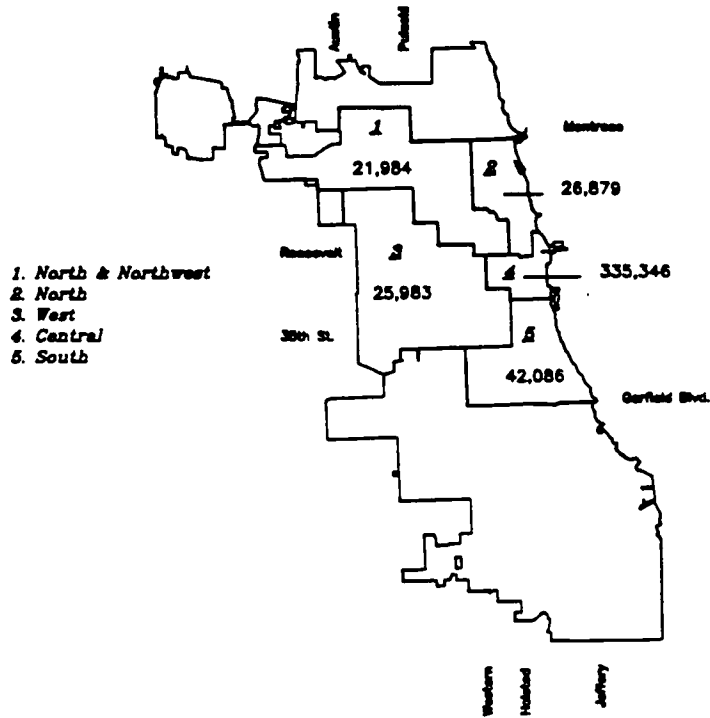 Austin
Pulaski
Montrose
1
21,984
2
26,879
Roosevelt
3
25,983
4
335,346
1. North & Northwest
2. North
3. West
4. Central
5. South
35th St.
5
42,086
Garfield Blvd.
Western
Halsted
Jeffery